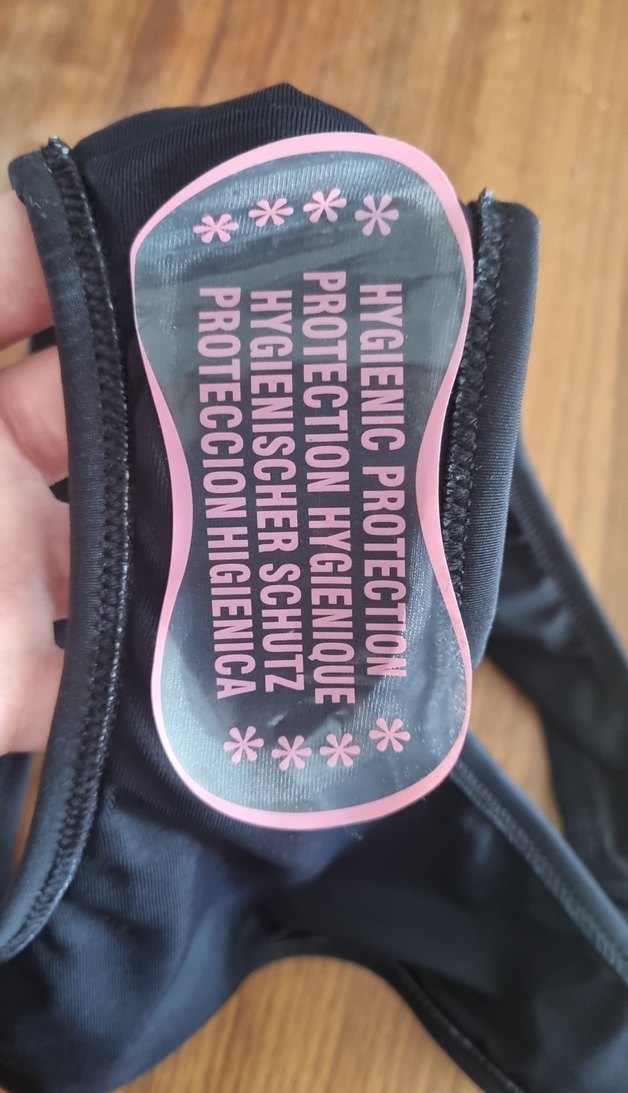 ****
HYGIENIC PROTECTION
PROTECTION HYGIENIQUE
HYGIENISCHER SCHUTZ
PROTECCION HIGIENICA
****